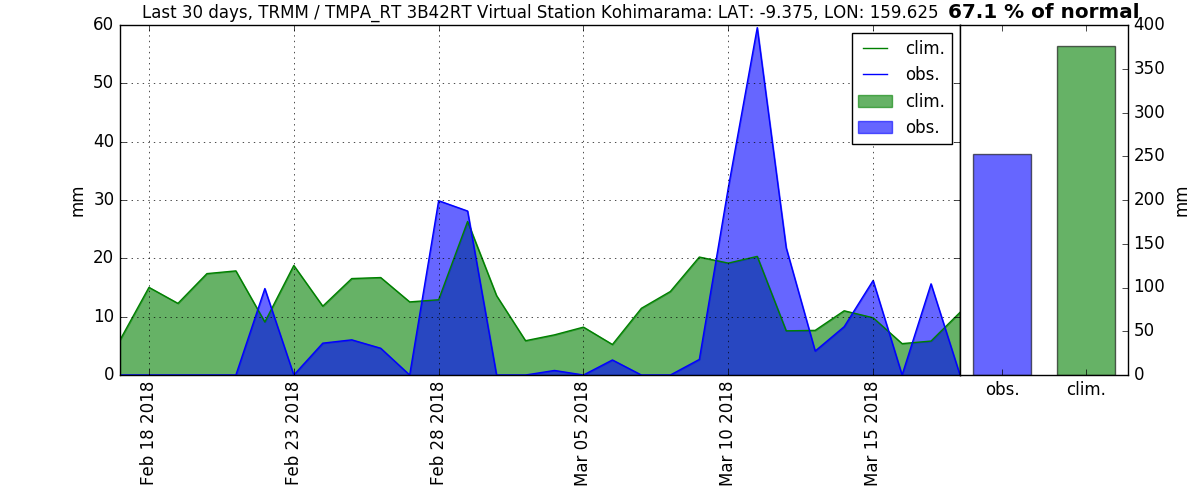 Last 30 days, TRMM / TMPA_RT 3B42RT Virtual Station Kohimarama: LAT: -9.375, LON: 159.625
67.1 % of normal
60
50
40
30
20
10
0
mm
clim.
obs.
clim.
obs.
Feb 18 2018
Feb 23 2018
Feb 28 2018
Mar 05 2018
Mar 10 2018
Mar 15 2018
400
350
300
250
200
150
100
50
0
mm
obs.
clim.